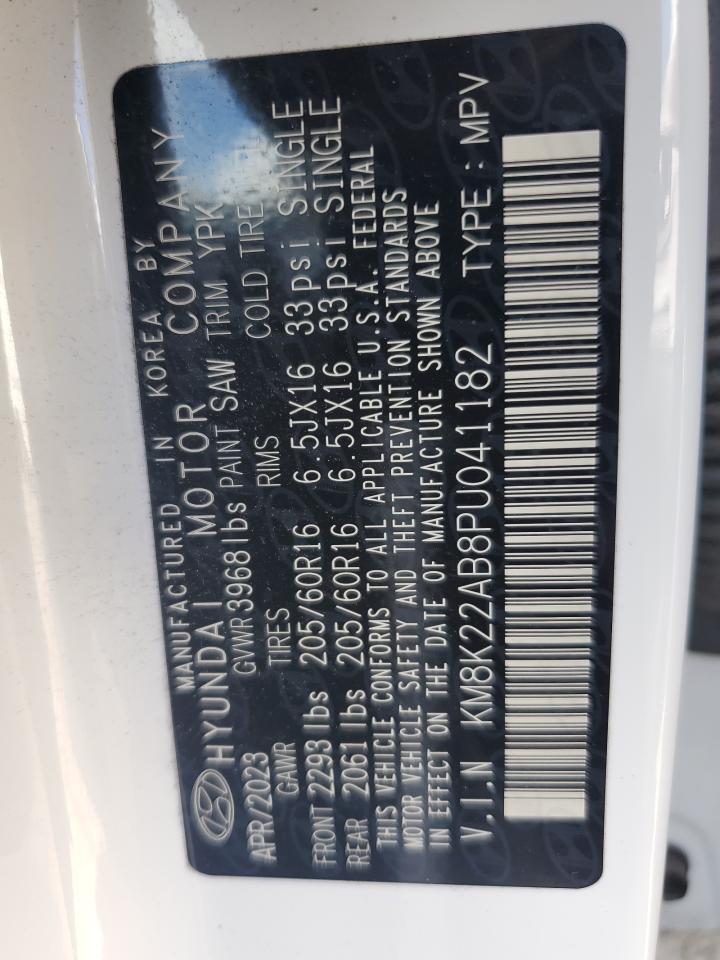 MANUFACTURED IN KOREA BY
HYUNDAI MOTOR COMPANY
APR/2023 GVWR 3968 lbs PAINT SAW TRIM YPK
GAWR TIRES RIMS COLD TIRE
FRONT 2293 lbs 205/60R16 6.5JX16 33psi SINGLE
REAR 2061 lbs 205/60R16 6.5JX16 33psi SINGLE
THIS VEHICLE CONFORMS TO ALL APPLICABLE U.S.A. FEDERAL
MOTOR VEHICLE SAFETY AND THEFT PREVENTION STANDARDS
IN EFFECT ON THE DATE OF MANUFACTURE SHOWN ABOVE
V.I.N KM8K22AB8PU041182 TYPE : MPV